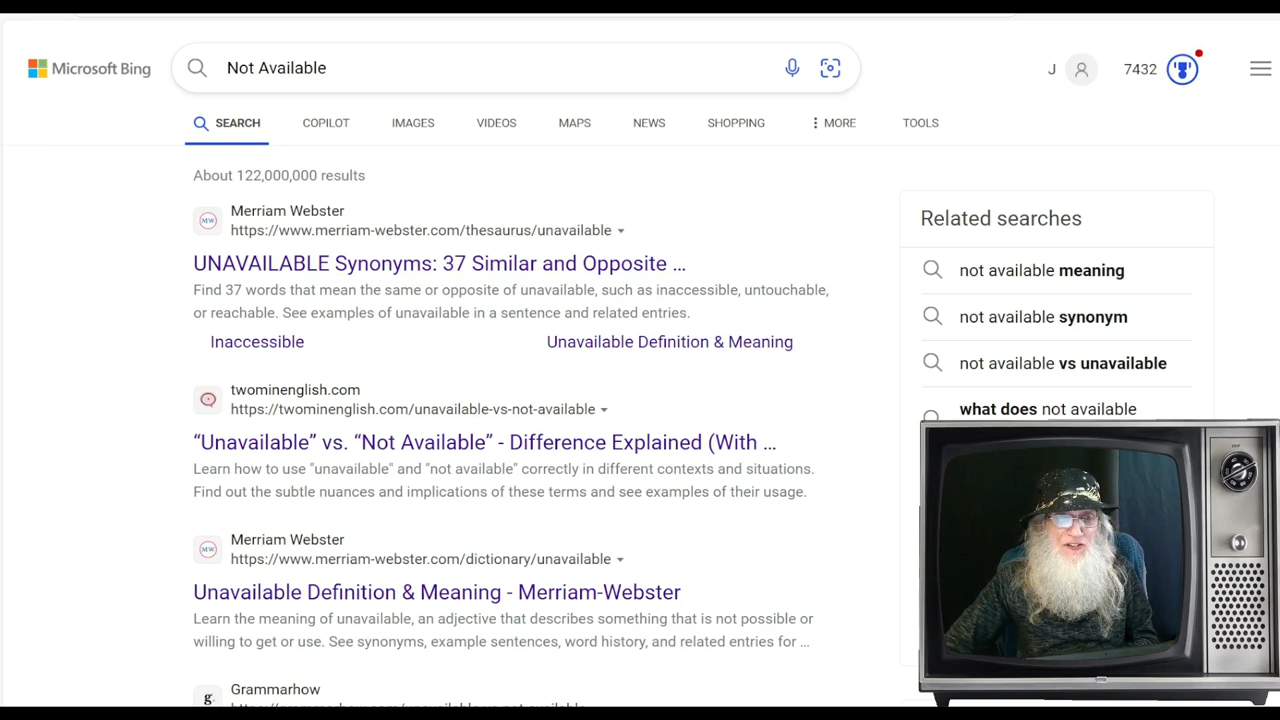 Microsoft Bing
Not Available
J
7432
SEARCH
COPILOT
IMAGES
VIDEOS
MAPS
NEWS
SHOPPING
MORE
TOOLS
About 122,000,000 results
MW
Merriam Webster
https://www.merriam-webster.com/thesaurus/unavailable
UNAVAILABLE Synonyms: 37 Similar and Opposite ...
Find 37 words that mean the same or opposite of unavailable, such as inaccessible, untouchable,
or reachable. See examples of unavailable in a sentence and related entries.
Inaccessible
Unavailable Definition & Meaning
twominenglish.com
https://twominenglish.com/unavailable-vs-not-available
“Unavailable” vs. “Not Available” - Difference Explained (With ...
Learn how to use "unavailable" and "not available" correctly in different contexts and situations.
Find out the subtle nuances and implications of these terms and see examples of their usage.
MW
Merriam Webster
https://www.merriam-webster.com/dictionary/unavailable
Unavailable Definition & Meaning - Merriam-Webster
Learn the meaning of unavailable, an adjective that describes something that is not possible or
willing to get or use. See synonyms, example sentences, word history, and related entries for ...
g.
Grammarhow
Related searches
not available meaning
not available synonym
not available vs unavailable
what does not available